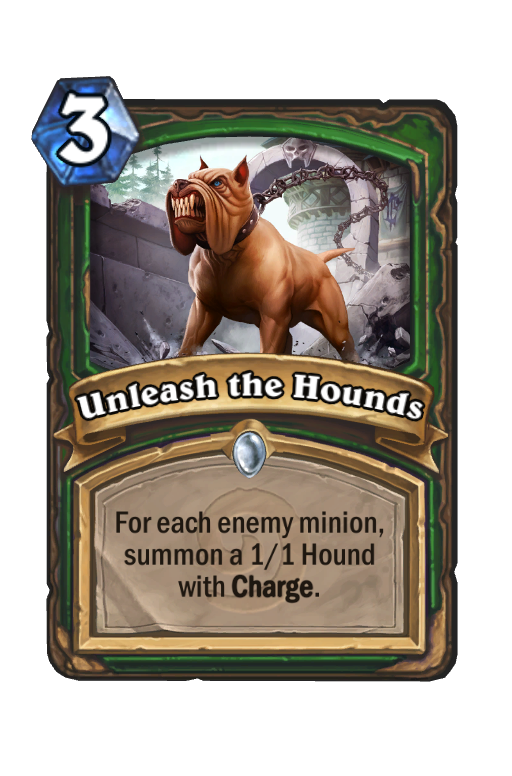 3
Unleash the Hounds
For each enemy minion,
summon a 1/1 Hound
with Charge.